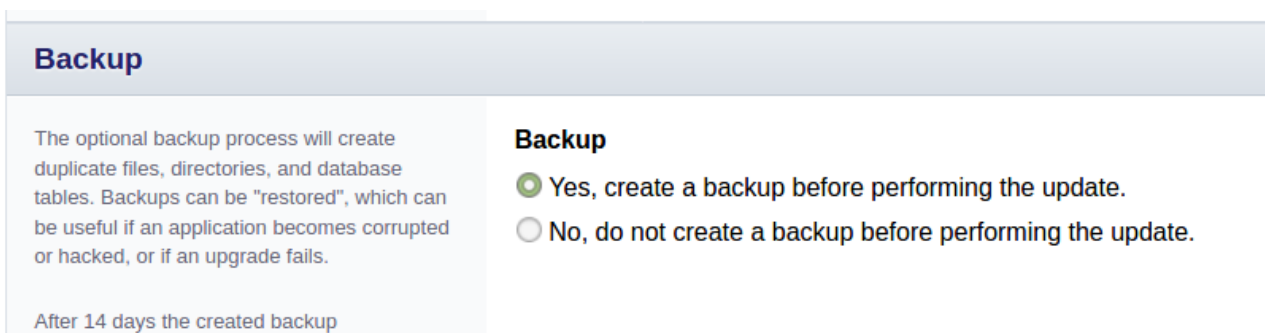 Backup
The optional backup process will create
duplicate files, directories, and database
tables. Backups can be "restored", which can
be useful if an application becomes corrupted
or hacked, or if an upgrade fails.
After 14 days the created backup
Backup
Yes, create a backup before performing the update.
No, do not create a backup before performing the update.